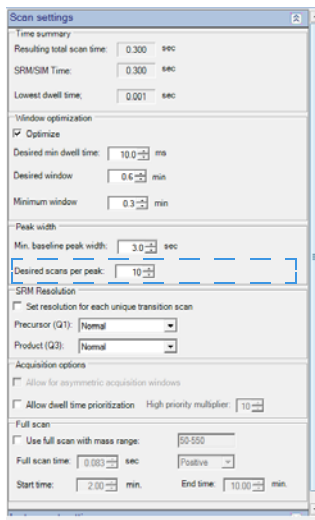 Scan settings
Time summary
Resulting total scan time: 0.300 sec
SRM/SIM Time: 0.300 sec
Lowest dwell time; 0.001 sec
Window optimization
Optimize
Desired min dwell time: 10.0 ms
Desired window 0.6 min
Minimum window 0.3 min
Peak width
Min. baseline peak width: 3.0 sec
Desired scans per peak: 10
SRM Resolution
Set resolution for each unique transition scan
Precursor (Q1): Normal
Product (Q3): Normal
Acquisition options
Allow for asymmetric acquisition windows
Allow dwell time prioritization High priority multiplier: 10
Full scan
Use full scan with mass range: 50-550
Full scan time: 0.083 sec Positive
Start time: 2.00 min. End time: 10.00 min.